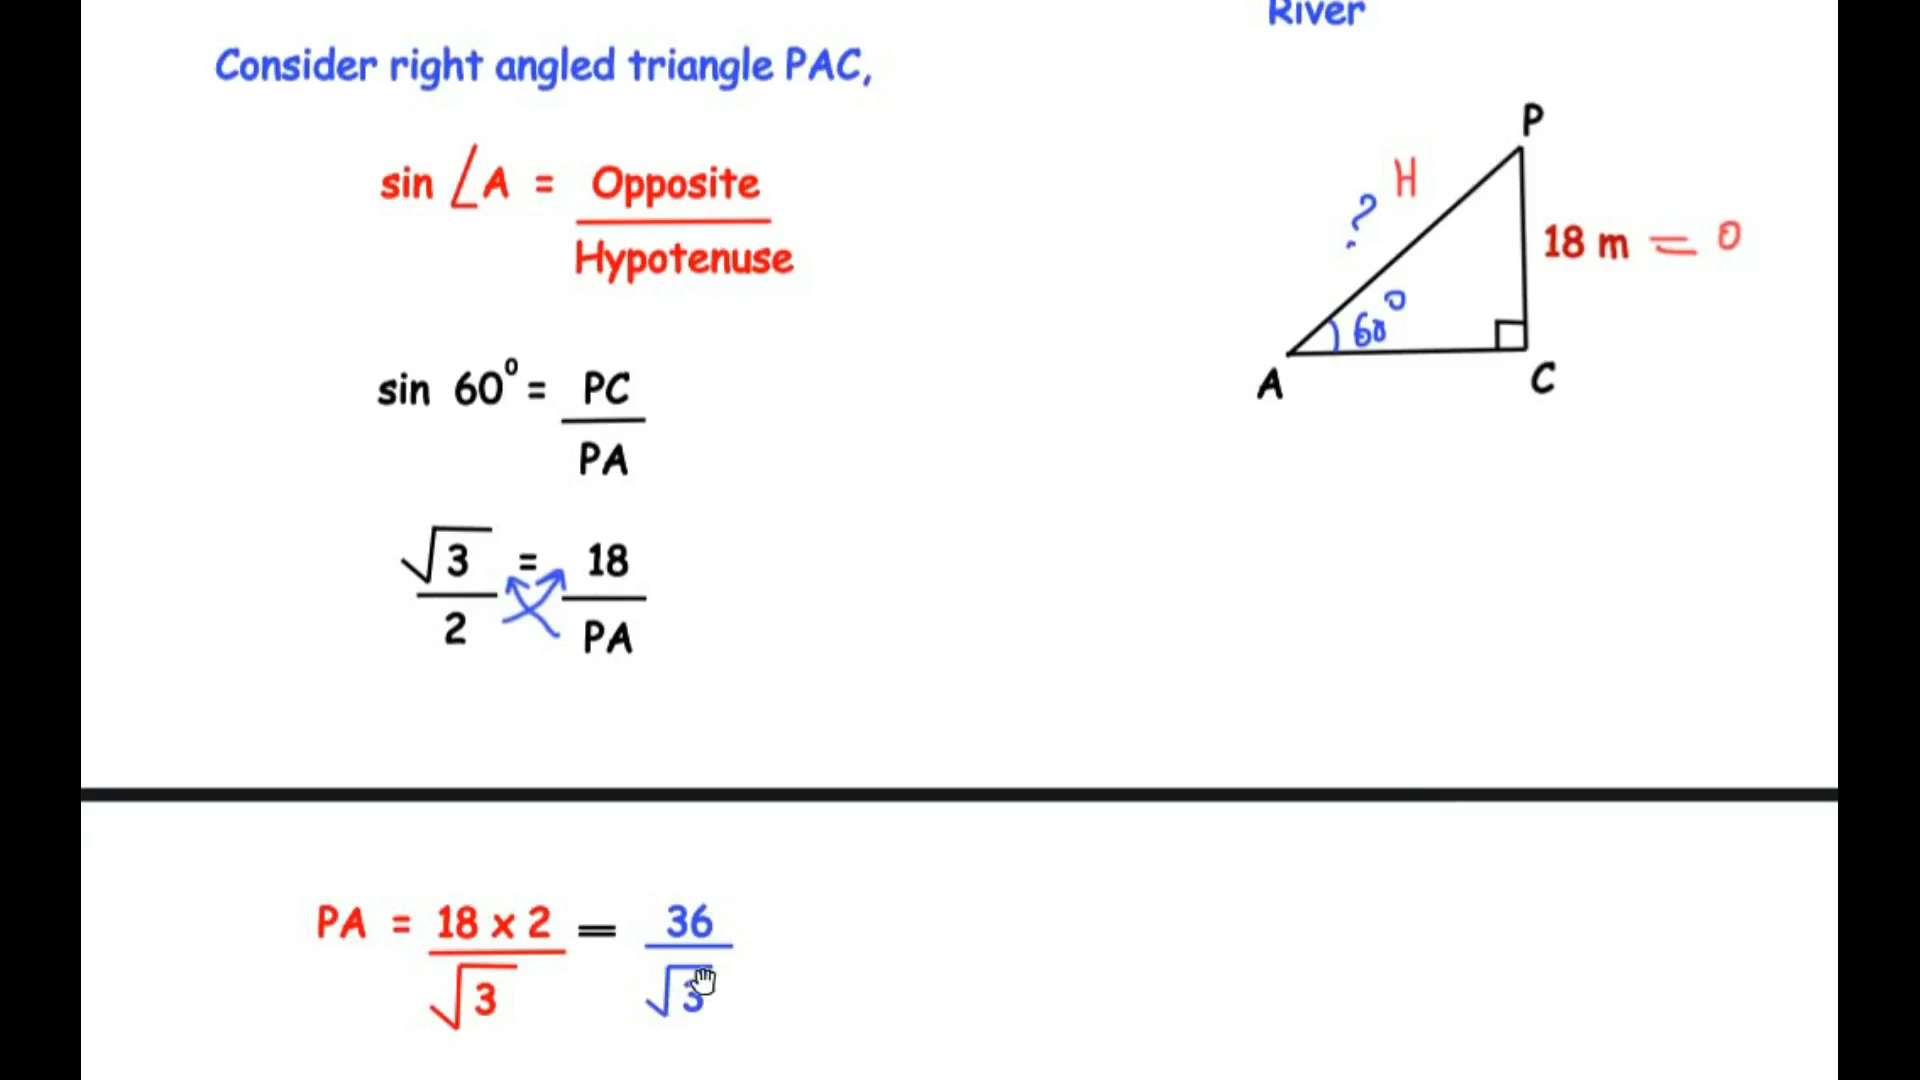 River
Consider right angled triangle PAC,
sin ∠A = Opposite
Hypotenuse
sin 60° = PC
PA
√3 = 18
2 PA
P
H
?
18 m = O
60°
A
C
PA = 18 x 2 = 36
√3 √3